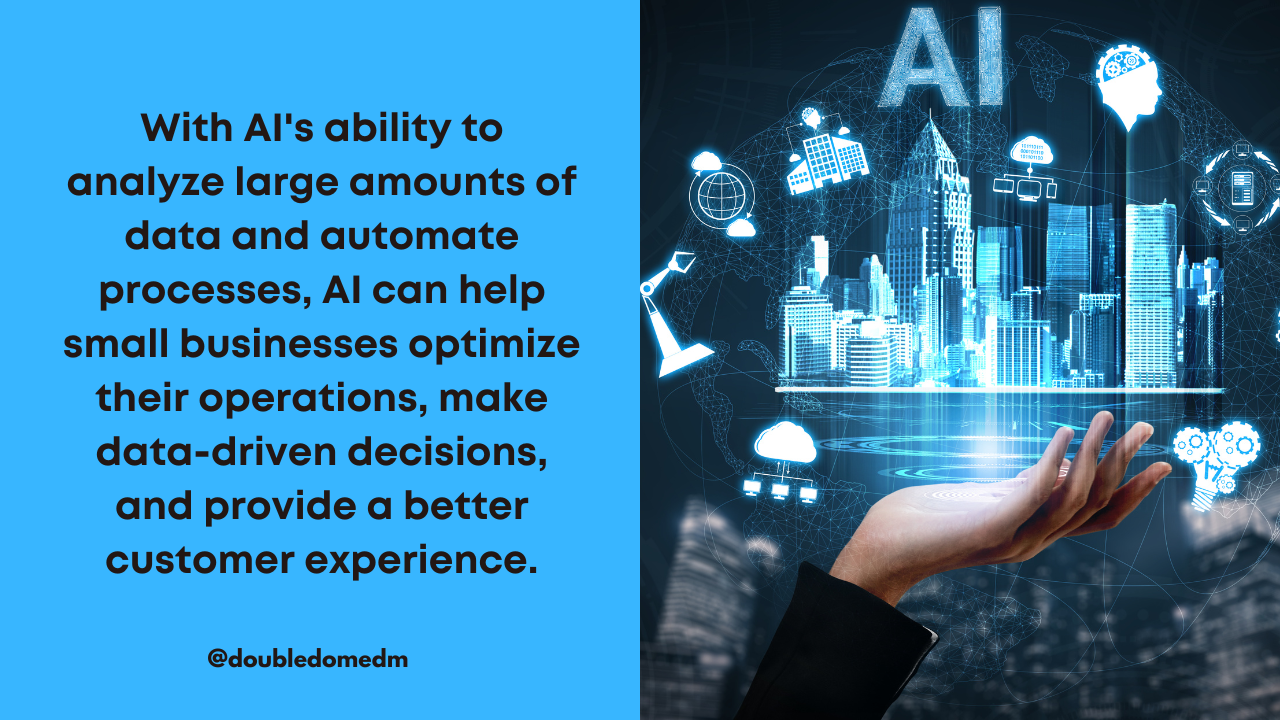 With AI's ability to
analyze large amounts of
data and automate
processes, AI can help
small businesses optimize
their operations, make
data-driven decisions,
and provide a better
customer experience.
@doubledomedm
AI